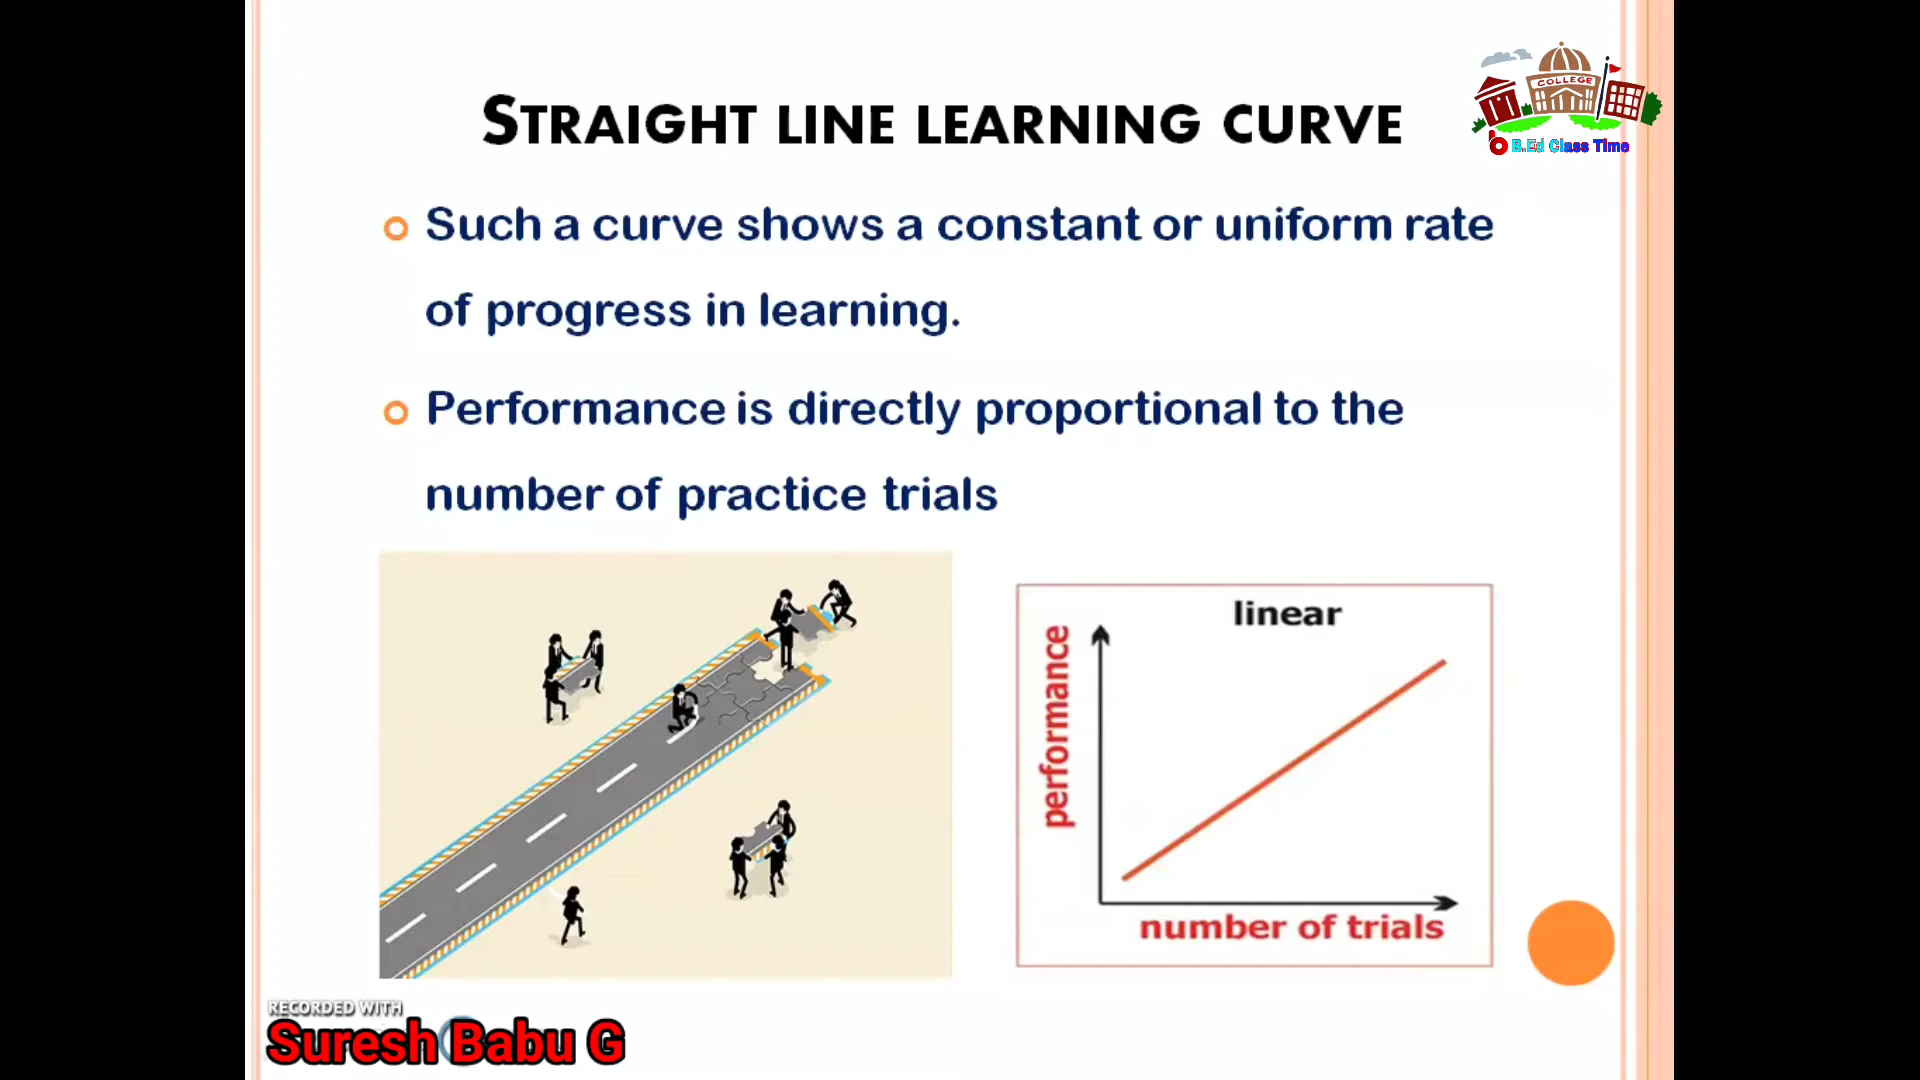 STRAIGHT LINE LEARNING CURVE
COLLEGE
B.Ed Class Time
Such a curve shows a constant or uniform rate
of progress in learning.
Performance is directly proportional to the
number of practice trials
linear
performance
number of trials
RECORDED WITH
Suresh Babu G